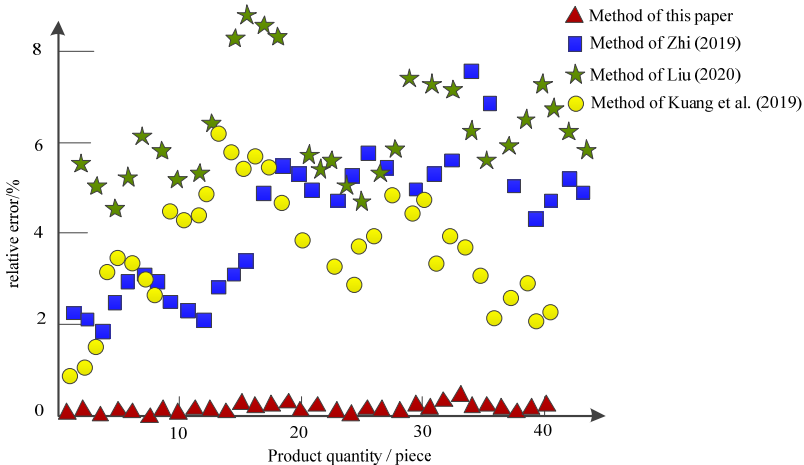 Method of this paper
Method of Zhi (2019)
Method of Liu (2020)
Method of Kuang et al. (2019)
relative error/%
8
6
4
2
0
10
20
30
40
Product quantity / piece